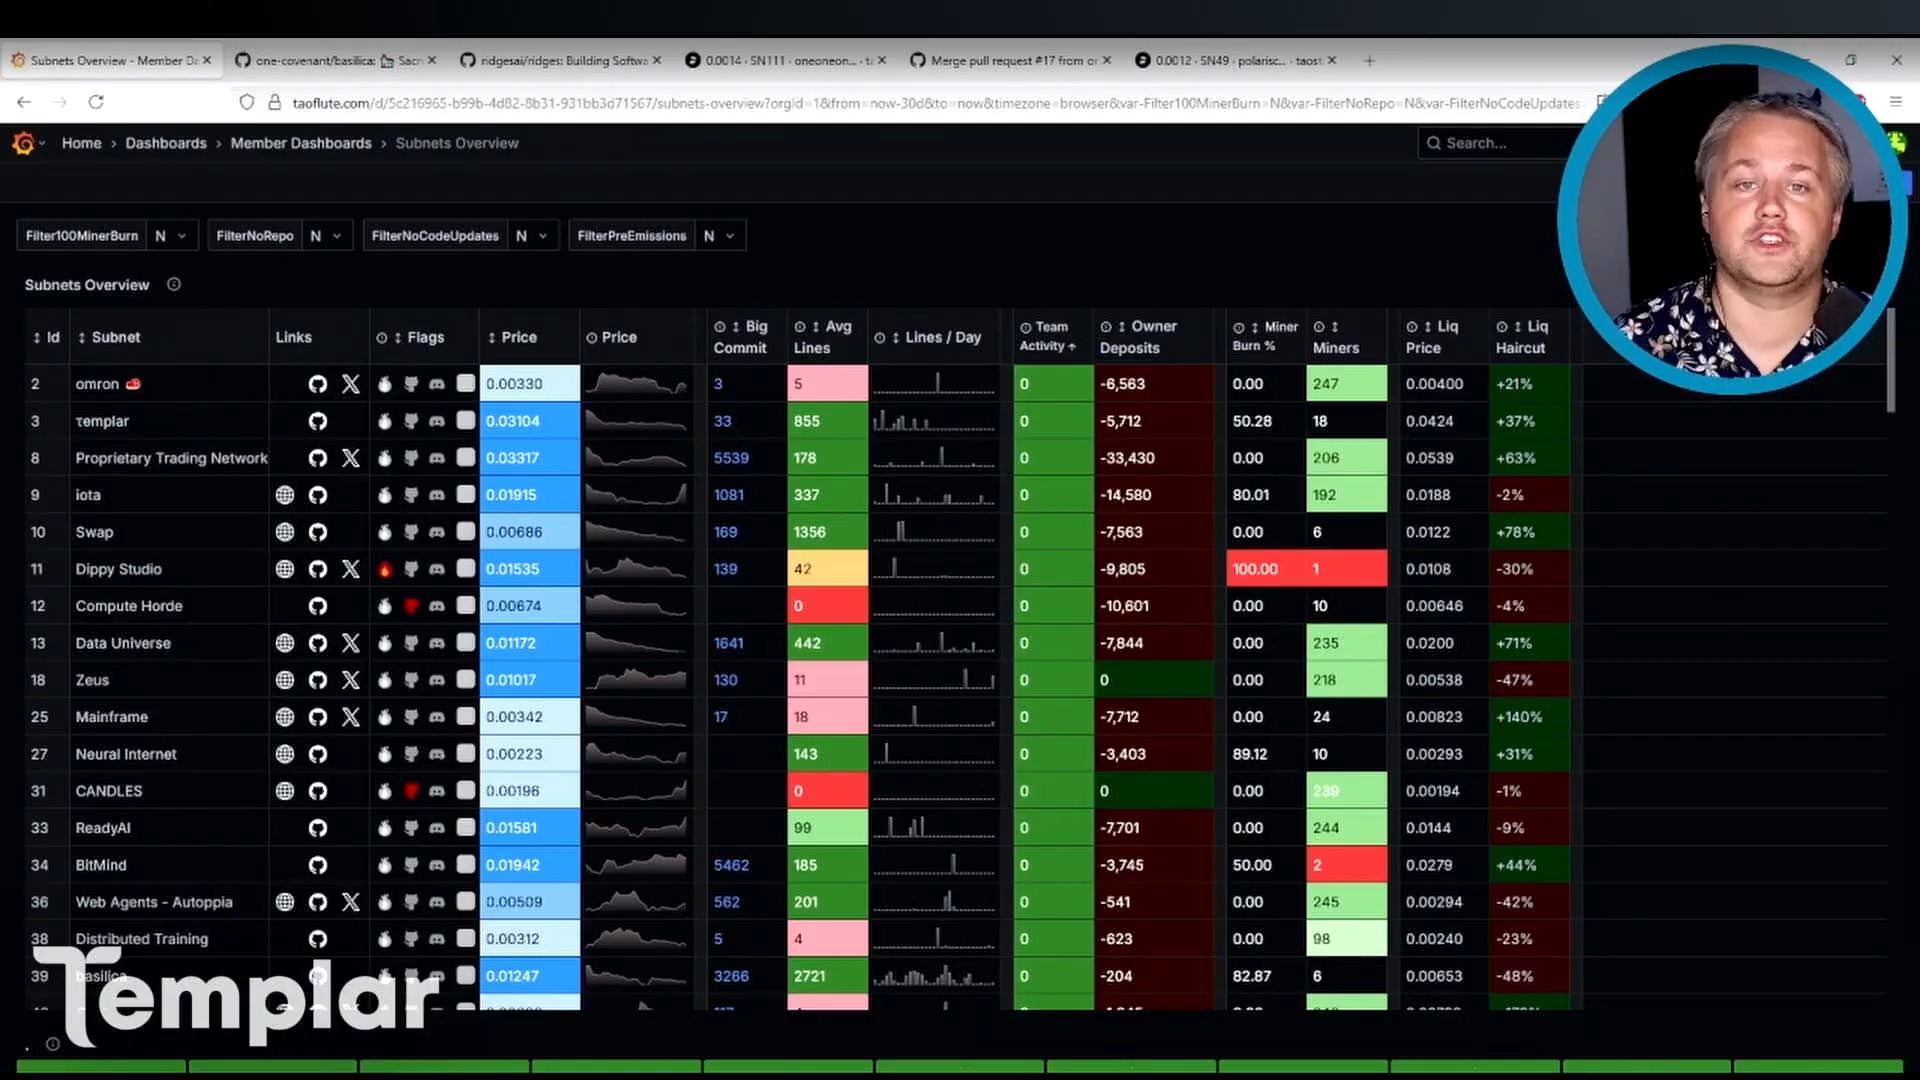 Subnets Overview - Member Da
one-covenant/basilica:
Sacr
ridgesai/ridges: Building Softwa
0.0014 · SN111 · oneoneon... · ta
Merge pull request #17 from or
0.0012 · SN49 · polarisc... · taost
taoflute.com/d/5c216965-b99b-4d82-8b31-931bb3d71567/subnets-overview?orgId=1&from=now-30d&to=now&timezone=browser&var-Filter100MinerBurn=N&var-FilterNoRepo=N&var-FilterNoCodeUpdates
Home › Dashboards › Member Dashboards › Subnets Overview
Search...
Filter100MinerBurn N FilterNoRepo N FilterNoCodeUpdates N FilterPreEmissions N
Subnets Overview
Id Subnet Links Flags Price Price Big Commit Avg Lines Lines / Day Team Activity Owner Deposits Miner Burn % Miners Liq Price Liq Haircut
2 omron 0.00330 3 5 0 -6,563 0.00 247 0.00400 +21%
3 τemplar 0.03104 33 855 0 -5,712 50.28 18 0.0424 +37%
8 Proprietary Trading Network 0.03317 5539 178 0 -33,430 0.00 206 0.0539 +63%
9 iota 0.01915 1081 337 0 -14,580 80.01 192 0.0188 -2%
10 Swap 0.00686 169 1356 0 -7,563 0.00 6 0.0122 +78%
11 Dippy Studio 0.01535 139 42 0 -9,805 100.00 1 0.0108 -30%
12 Compute Horde 0.00674 0 0 -10,601 0.00 10 0.00646 -4%
13 Data Universe 0.01172 1641 442 0 -7,844 0.00 235 0.0200 +71%
18 Zeus 0.01017 130 11 0 0 0.00 218 0.00538 -47%
25 Mainframe 0.00342 17 18 0 -7,712 0.00 24 0.00823 +140%
27 Neural Internet 0.00223 143 0 -3,403 89.12 10 0.00293 +31%
31 CANDLES 0.00196 0 0 0 0.00 239 0.00194 -1%
33 ReadyAI 0.01581 99 0 -7,701 0.00 244 0.0144 -9%
34 BitMind 0.01942 5462 185 0 -3,745 50.00 2 0.0279 +44%
36 Web Agents - Autoppia 0.00509 562 201 0 -541 0.00 245 0.00294 -42%
38 Distributed Training 0.00312 5 4 0 -623 0.00 98 0.00240 -23%
39 basilica 0.01247 3266 2721 0 -204 82.87 6 0.00653 -48%
Templar